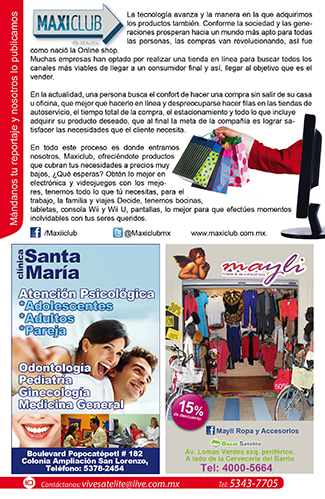 Mándanos tu reportaje y nosotros lo publicamos
MAXICLUB
La tecnología avanza y la manera en la que adquirimos
los productos también. Conforme la sociedad y las gene-
raciones prosperan hacia un mundo más apto para todas
las personas, las compras van revolucionando, así fue
como nació la Online shop.
Muchas empresas han optado por realizar una tienda en línea para buscar todos los
canales más viables de llegar a un consumidor final y así, llegar al objetivo que es el
vender.
En la actualidad, una persona busca el confort de hacer una compra sin salir de su casa
u oficina, que mejor que hacerlo en línea y despreocuparse hacer filas en las tiendas de
autoservicio, el tiempo total de la compra, el estacionamiento y todo lo que incluye
adquirir su producto deseado, que al final la meta de la compañía es lograr sa-
tisfacer las necesidades que el cliente necesita.
En todo este proceso es donde entramos
nosotros, Maxiclub, ofreciéndote productos
que cubran tus necesidades a precios muy
bajos, ¿Qué esperas? Obtén lo mejor en
electrónica y videojuegos con los mejo-
res, tenemos todo lo que tú necesitas, para el
trabajo, la familia y viajes Decide, tenemos bocinas,
tabletas, consola Wii y Wii U, pantallas, lo mejor para que efectúes momentos
inolvidables con tus seres queridos.
f /Maxiiclub
@Maxiclubmx
www.maxiclub.com.mx.
clínica Santa
María
Atención Psicológica
*Adolescentes
*Adultos
*Pareja
Odontología
Pediatría
Ginecología
Medicina General
Boulevard Popocatépetl # 182
Colonia Ampliación San Lorenzo,
Teléfono: 5378-2454
mayli
ropa & accesorios
50%
15%
de descuento
f Mayli Ropa y Accesorios
Bazar Satelite
Av. Lomas Verdes esq. periférico.
A lado de la Cervecería del Barrio
Tel: 4000-5664
10
Contáctanos: vivesatelite@live.com.mx
Tel: 5343-7705